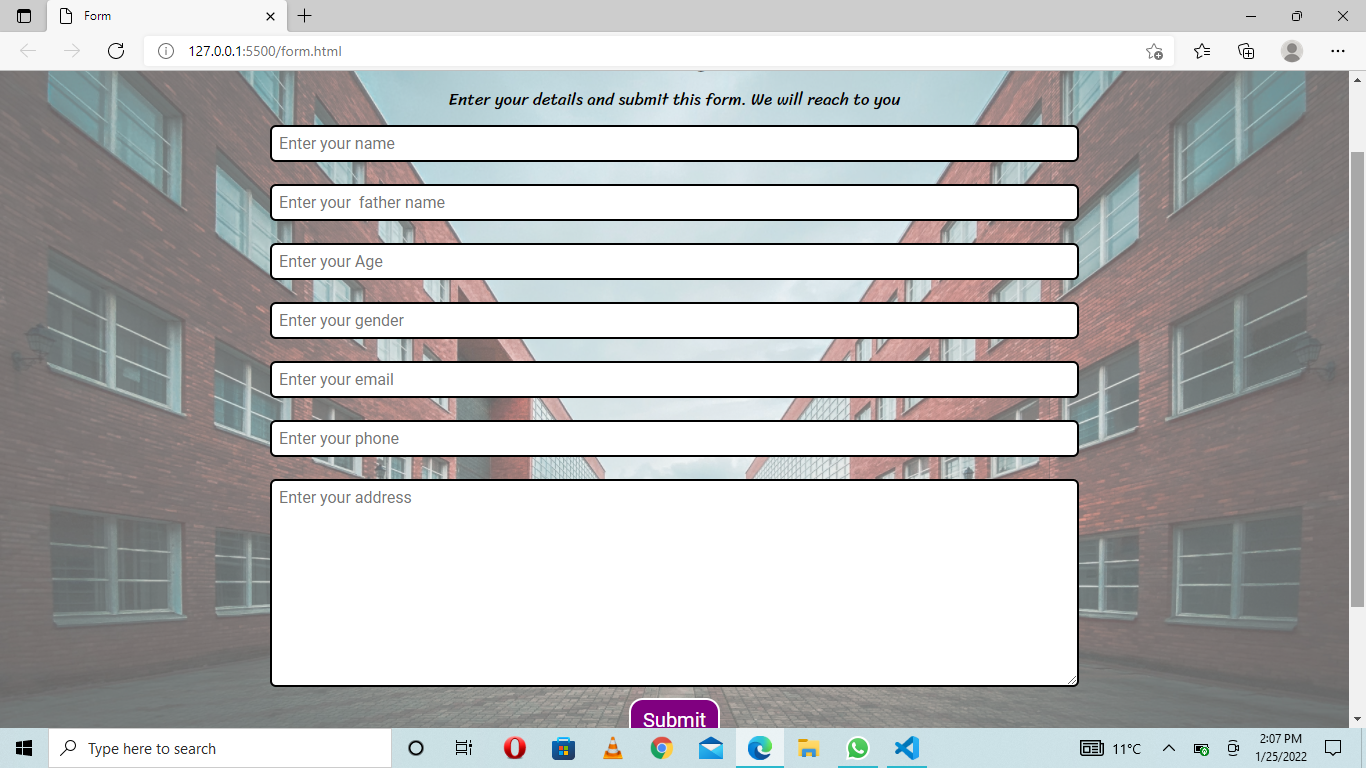 Form
127.0.0.1:5500/form.html
Enter your details and submit this form. We will reach to you
Enter your name
Enter your  father name
Enter your Age
Enter your gender
Enter your email
Enter your phone
Enter your address
Submit
Type here to search
11°C
2:07 PM
1/25/2022